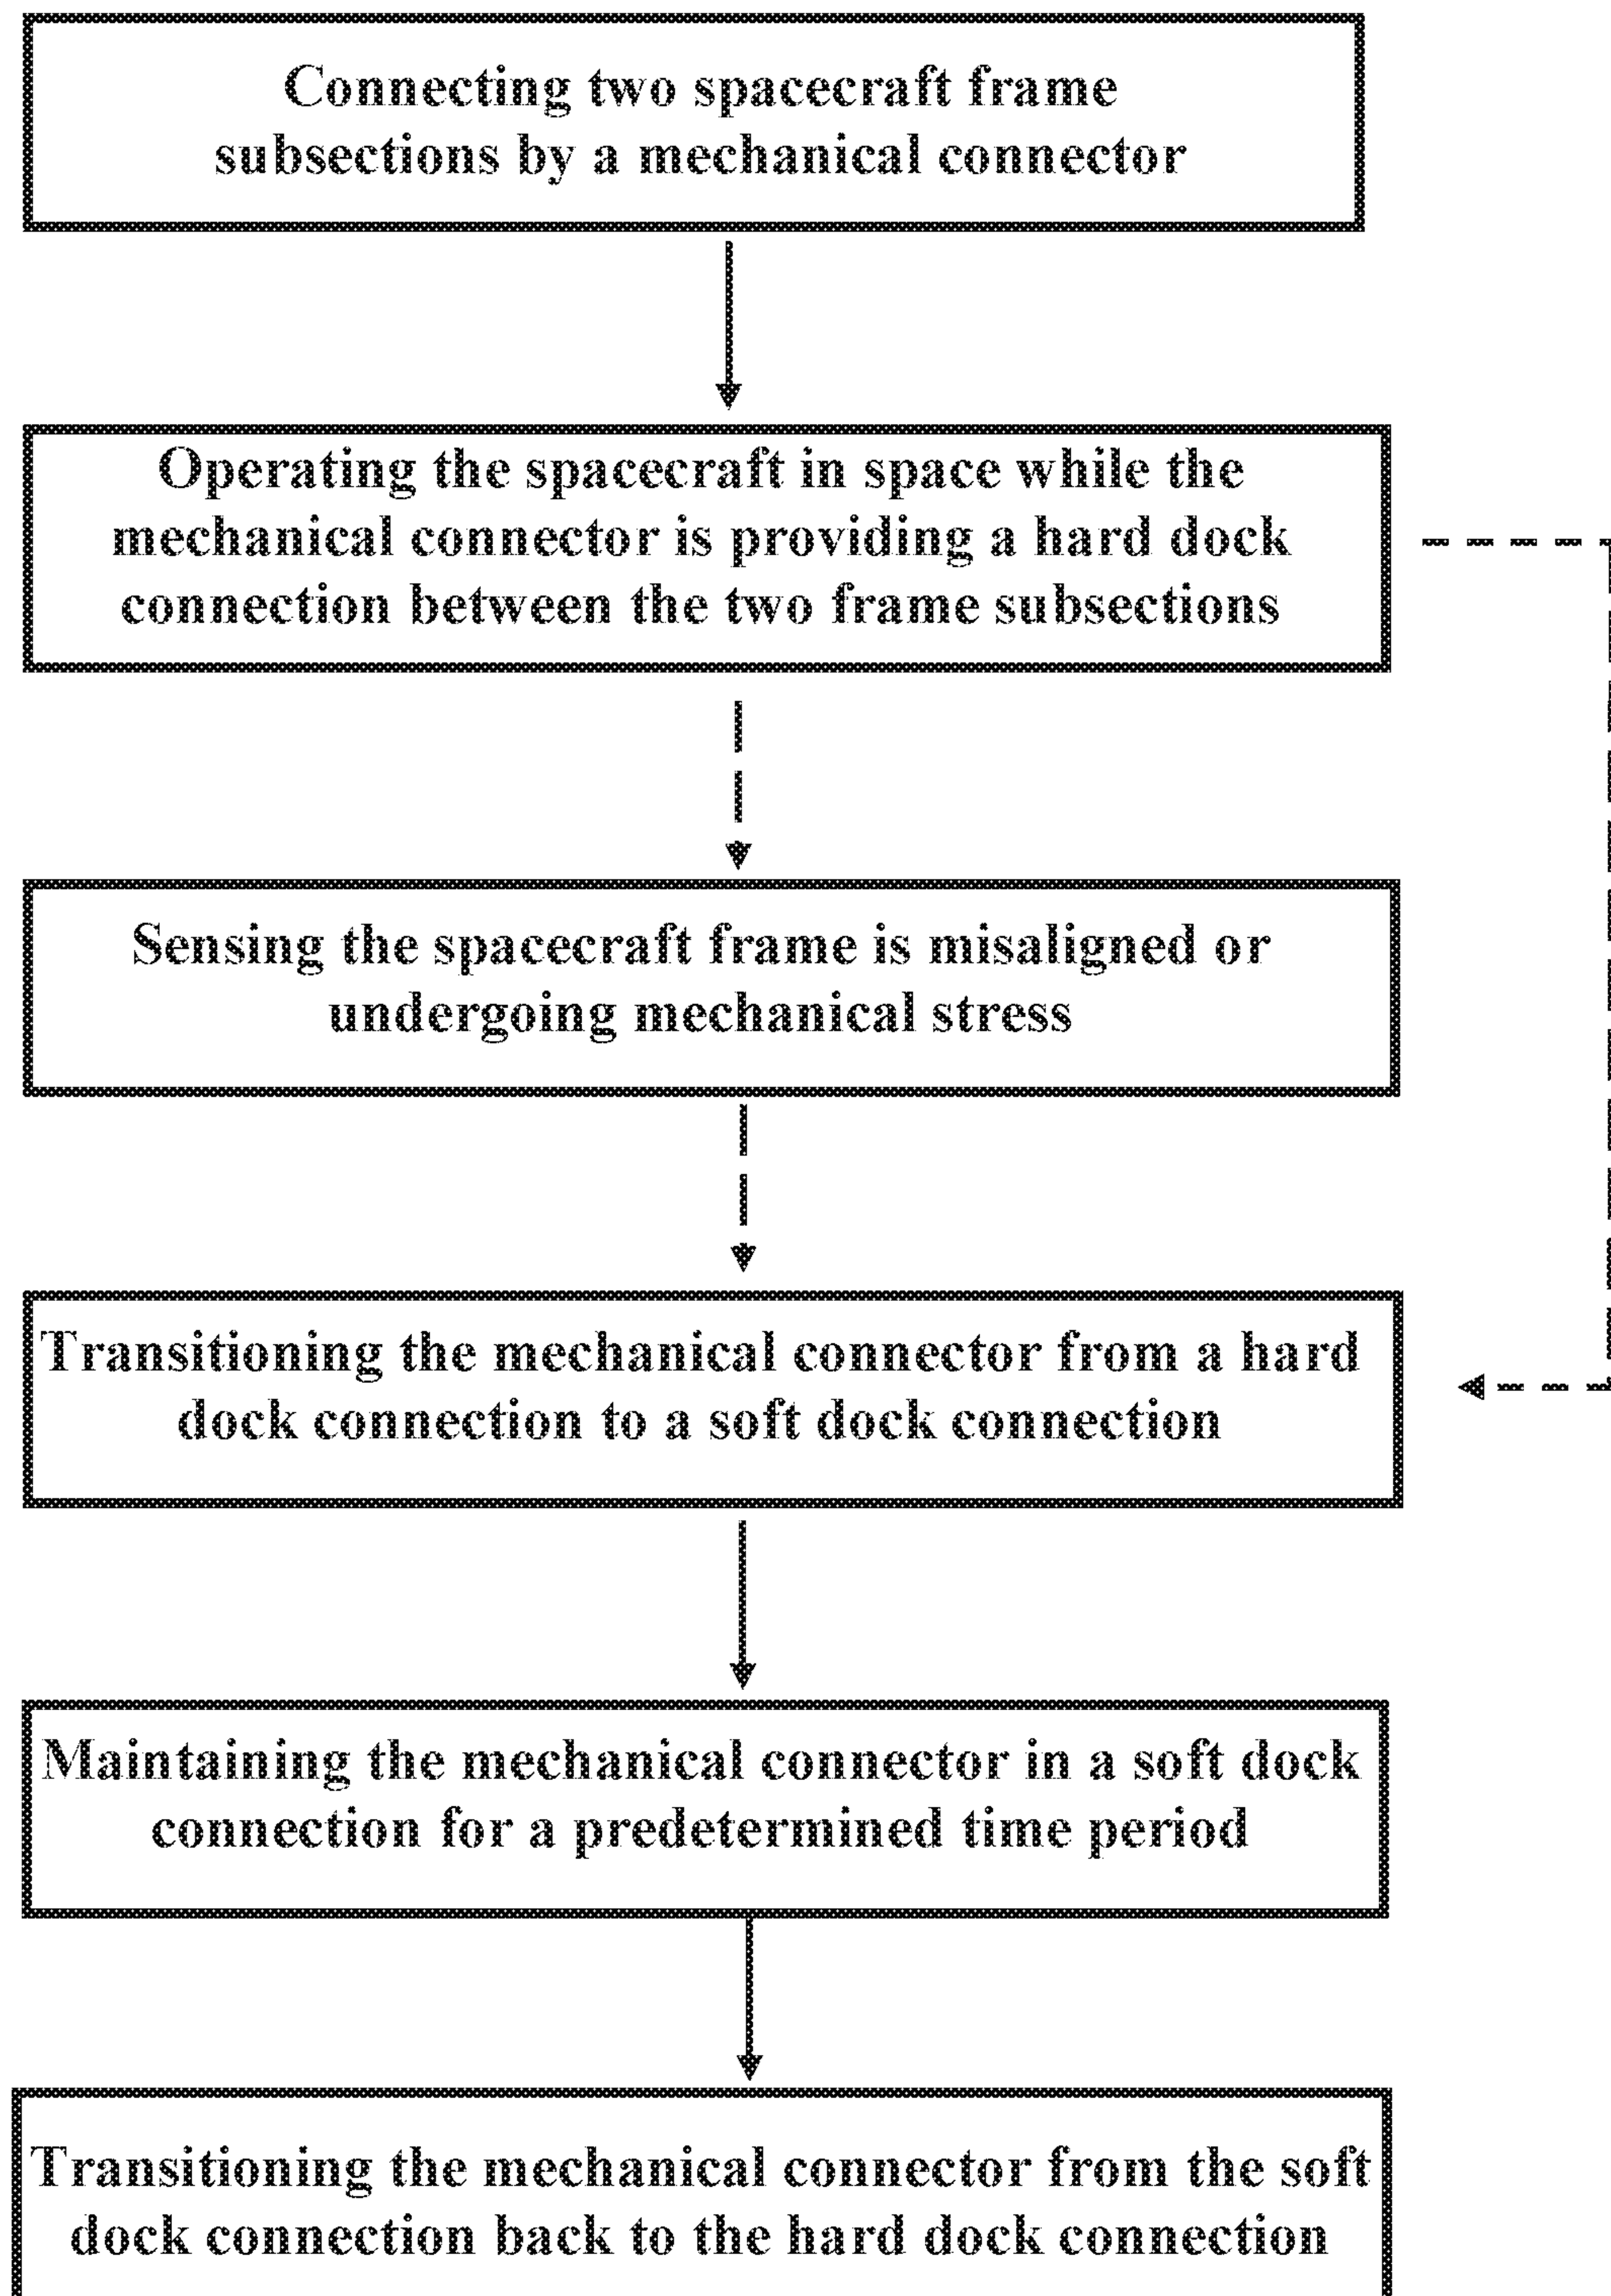 Connecting two spacecraft frame
subsections by a mechanical connector
Operating the spacecraft in space while the
mechanical connector is providing a hard dock
connection between the two frame subsections
Sensing the spacecraft frame is misaligned or
undergoing mechanical stress
Transitioning the mechanical connector from a hard
dock connection to a soft dock connection
Maintaining the mechanical connector in a soft dock
connection for a predetermined time period
Transitioning the mechanical connector from the soft
dock connection back to the hard dock connection